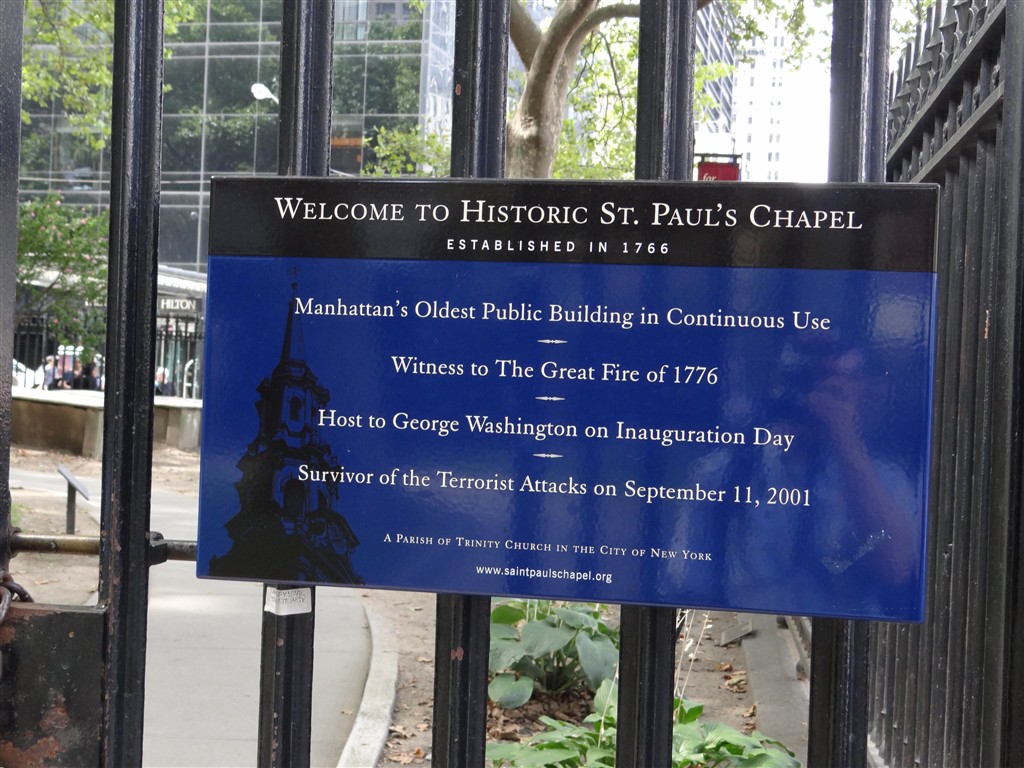 for
WELCOME TO HISTORIC ST. PAUL'S CHAPEL
ESTABLISHED IN 1766
HILTON
Manhattan's Oldest Public Building in Continuous Use
Witness to The Great Fire of 1776
Host to George Washington on Inauguration Day
Survivor of the Terrorist Attacks on September 11, 2001
A PARISH OF TRINITY CHURCH IN THE CITY OF NEW YORK
www.saintpaulschapel.org